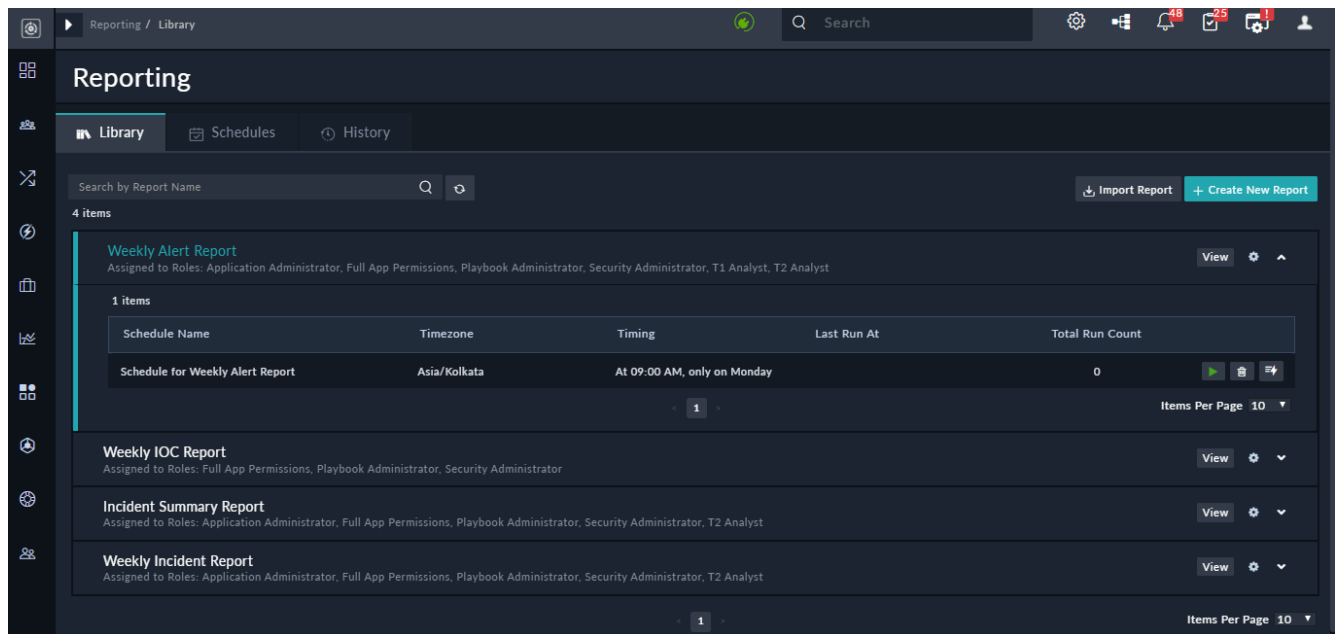 Reporting / Library
Search
48
25
!
Reporting
Library
Schedules
History
Search by Report Name
Import Report
+ Create New Report
4 items
Weekly Alert Report
Assigned to Roles: Application Administrator, Full App Permissions, Playbook Administrator, Security Administrator, T1 Analyst, T2 Analyst
View
1 items
Schedule Name Timezone Timing Last Run At Total Run Count
Schedule for Weekly Alert Report Asia/Kolkata At 09:00 AM, only on Monday 0
1
Items Per Page 10
Weekly IOC Report
Assigned to Roles: Full App Permissions, Playbook Administrator, Security Administrator
View
Incident Summary Report
Assigned to Roles: Application Administrator, Full App Permissions, Playbook Administrator, Security Administrator, T2 Analyst
View
Weekly Incident Report
Assigned to Roles: Application Administrator, Full App Permissions, Playbook Administrator, Security Administrator, T2 Analyst
View
1
Items Per Page 10